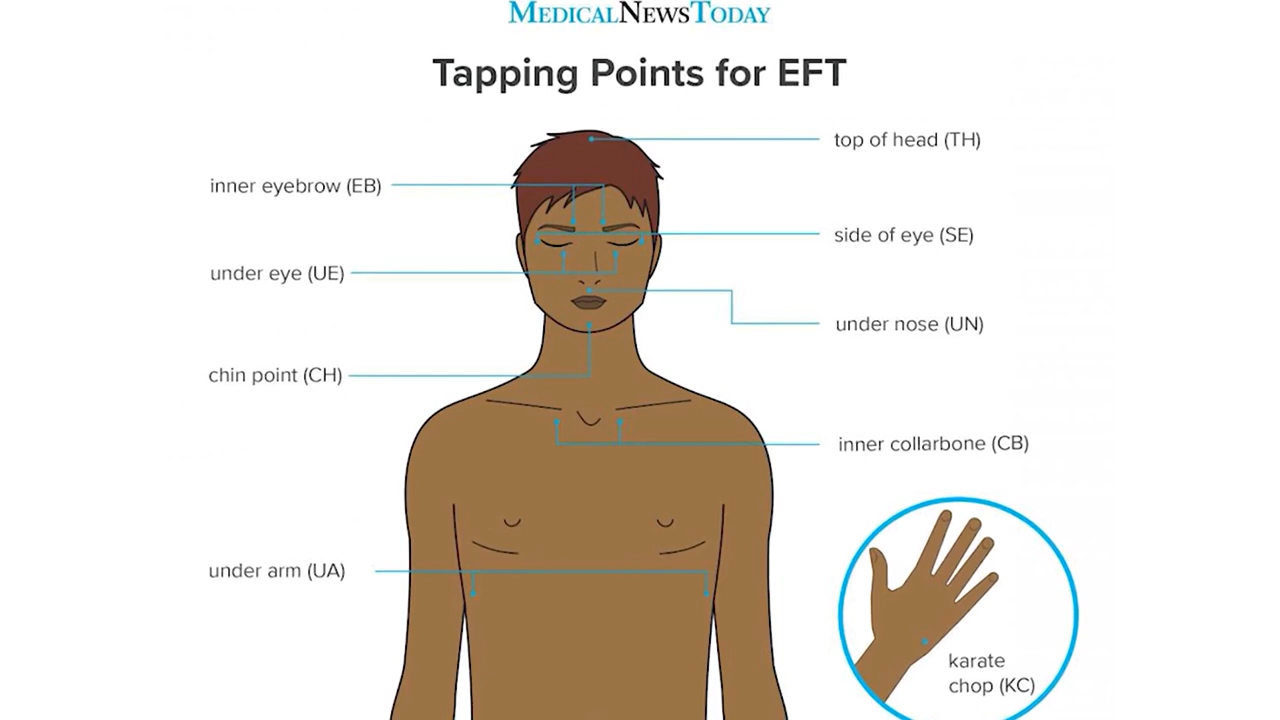 MEDICALNEWSTODAY
Tapping Points for EFT
top of head (TH)
inner eyebrow (EB)
side of eye (SE)
under eye (UE)
under nose (UN)
chin point (CH)
inner collarbone (CB)
under arm (UA)
karate
chop (KC)